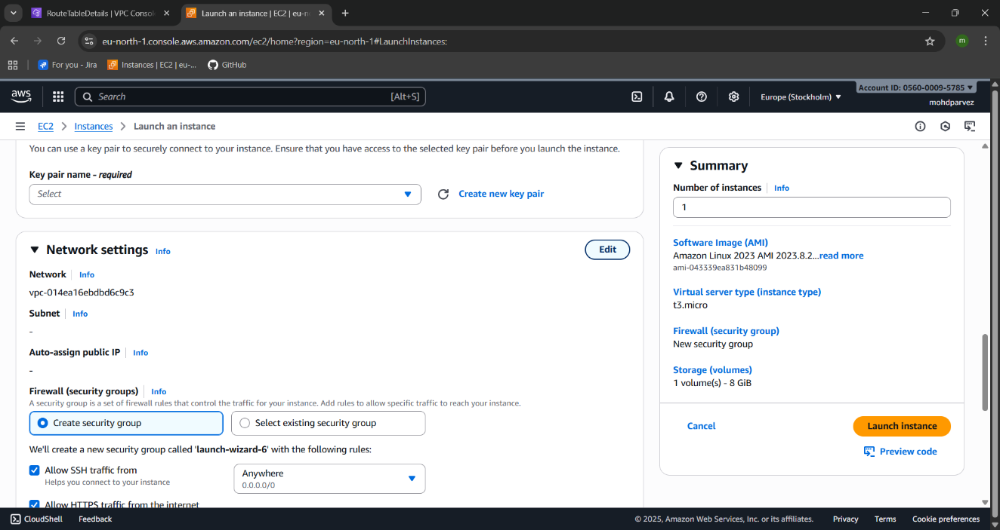 RouteTableDetails | VPC Consol
Launch an instance | EC2 | eu-n
eu-north-1.console.aws.amazon.com/ec2/home?region=eu-north-1#LaunchInstances:
m
For you - Jira
Instances | EC2 | eu-...
GitHub
aws
Search
[Alt+S]
Europe (Stockholm)
Account ID: 0560-0009-5785
mohdparvez
EC2
Instances
Launch an instance
You can use a key pair to securely connect to your instance. Ensure that you have access to the selected key pair before you launch the instance.
Key pair name - required
Select
Create new key pair
Network settings Info
Edit
Network Info
vpc-014ea16ebdbd6c9c3
Subnet Info
-
Auto-assign public IP Info
-
Firewall (security groups) Info
A security group is a set of firewall rules that control the traffic for your instance. Add rules to allow specific traffic to reach your instance.
Create security group
Select existing security group
We'll create a new security group called 'launch-wizard-6' with the following rules:
Allow SSH traffic from
Helps you connect to your instance
Anywhere
0.0.0.0/0
Allow HTTPS traffic from the internet
Summary
Number of instances Info
1
Software Image (AMI)
Amazon Linux 2023 AMI 2023.8.2...read more
ami-043339ea831b48099
Virtual server type (instance type)
t3.micro
Firewall (security group)
New security group
Storage (volumes)
1 volume(s) - 8 GiB
Cancel
Launch instance
Preview code
CloudShell
Feedback
© 2025, Amazon Web Services, Inc. or its affiliates.
Privacy
Terms
Cookie preferences